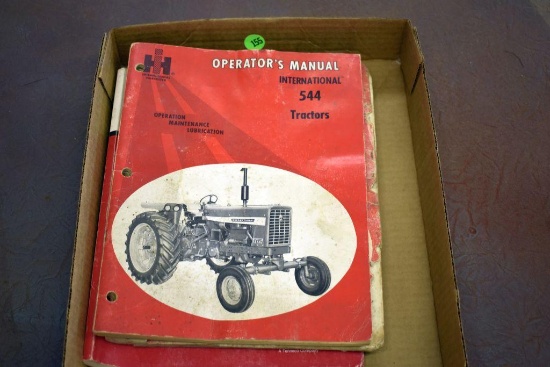 155
OPERATOR'S MANUAL
INTERNATIONAL
544
Tractors
OPERATION
MAINTENANCE
LUBRICATION